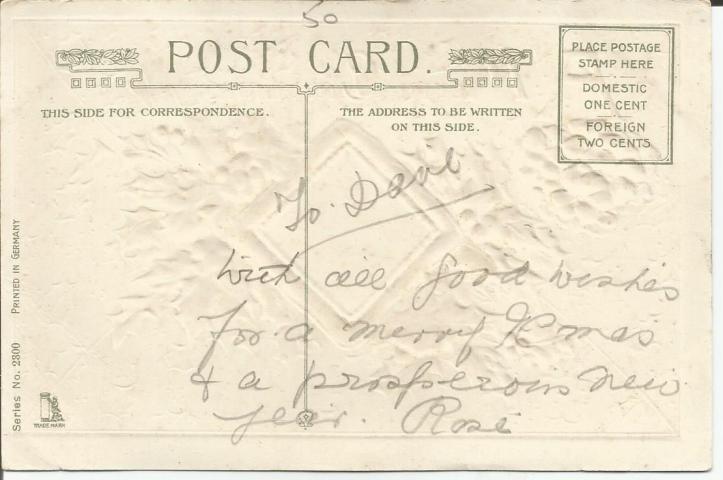 50
POST CARD.
PLACE POSTAGE
STAMP HERE
DOMESTIC
ONE CENT
FOREIGN
TWO CENTS
THIS SIDE FOR CORRESPONDENCE.
THE ADDRESS TO BE WRITTEN
ON THIS SIDE.
To. David
With all good wishes
For a merry Xmas
& a prosperous new
year. Rose
Series No. 2300 PRINTED IN GERMANY
TRADE MARK